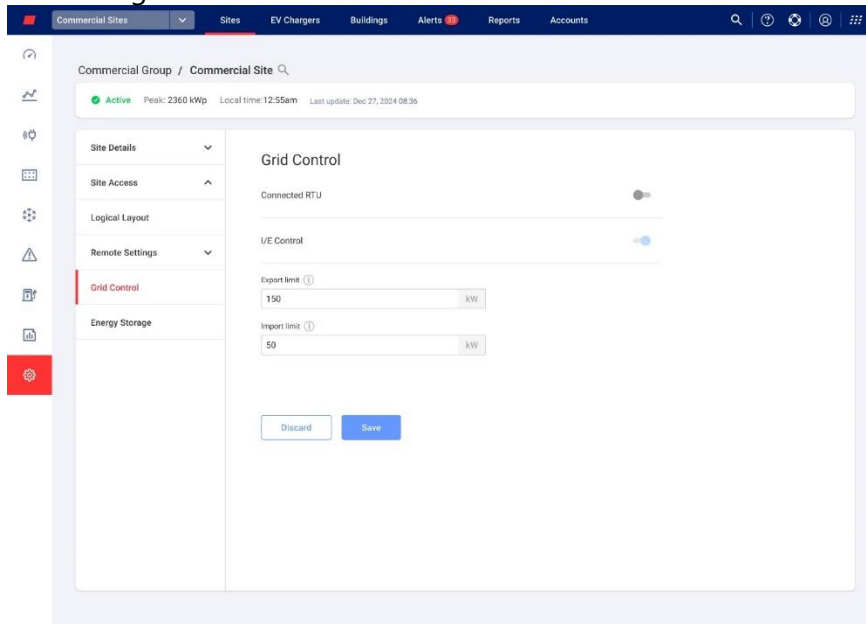 Commercial Sites Sites EV Chargers Buildings Alerts 33 Reports Accounts
Commercial Group / Commercial Site
Active Peak: 2360 kWp Local time:12:55am Last update: Dec 27, 2024 08:36
Site Details
Site Access
Logical Layout
Remote Settings
Grid Control
Energy Storage
Grid Control
Connected RTU
I/E Control
Export limit
150 kW
Import limit
50 kW
Discard Save